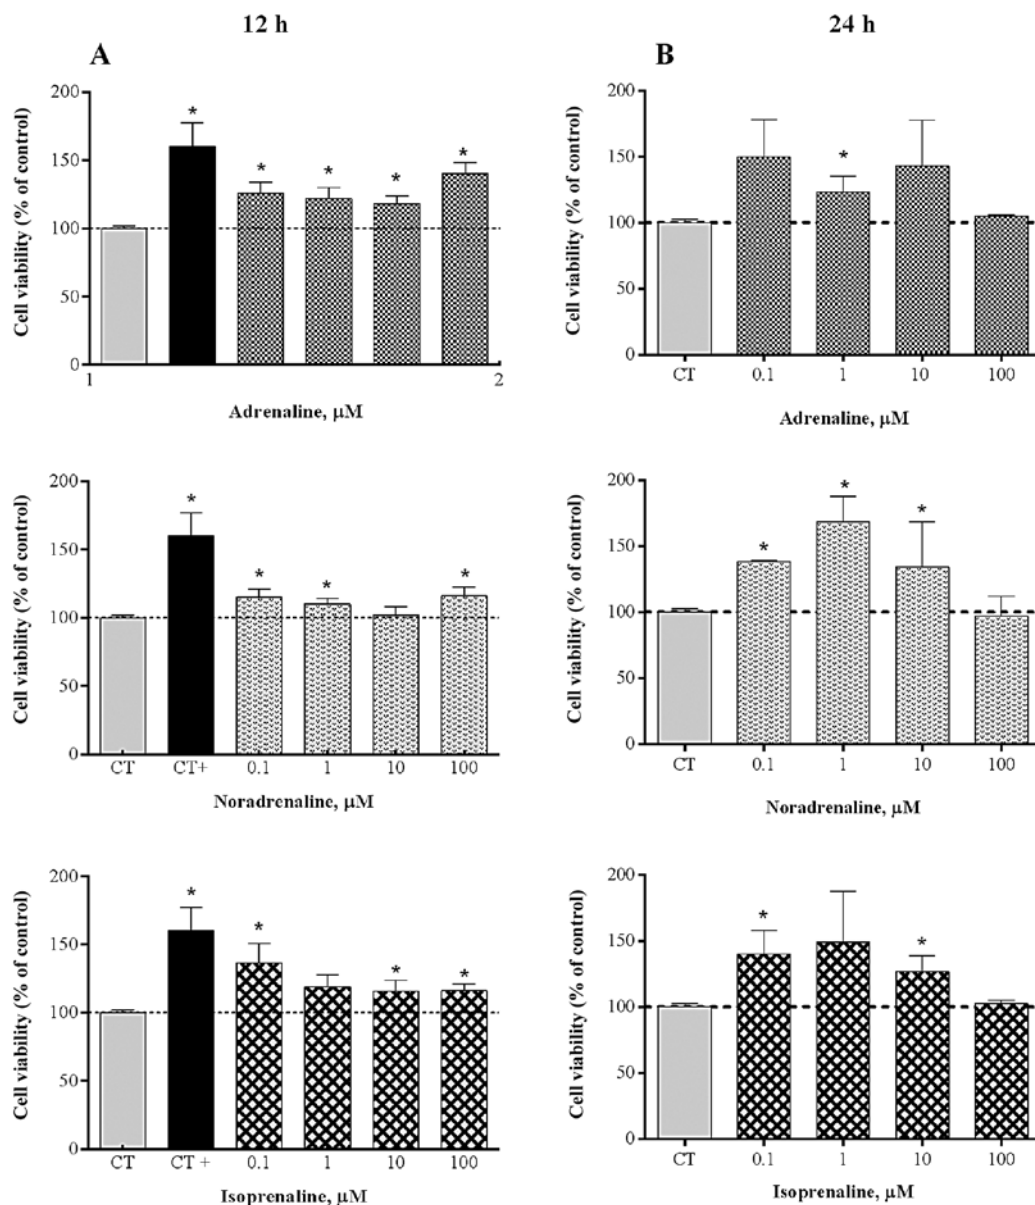 12 h
24 h
A
B
Cell viability (% of control)
200
150
100
50
0
* * * * *
1 2
Adrenaline, μM
Cell viability (% of control)
200
150
100
50
0
*
CT 0.1 1 10 100
Adrenaline, μM
Cell viability (% of control)
200
150
100
50
0
* * * *
CT CT+ 0.1 1 10 100
Noradrenaline, μM
Cell viability (% of control)
200
150
100
50
0
* * *
CT 0.1 1 10 100
Noradrenaline, μM
Cell viability (% of control)
200
150
100
50
0
* * * *
CT CT + 0.1 1 10 100
Isoprenaline, μM
Cell viability (% of control)
200
150
100
50
0
* *
CT 0.1 1 10 100
Isoprenaline, μM